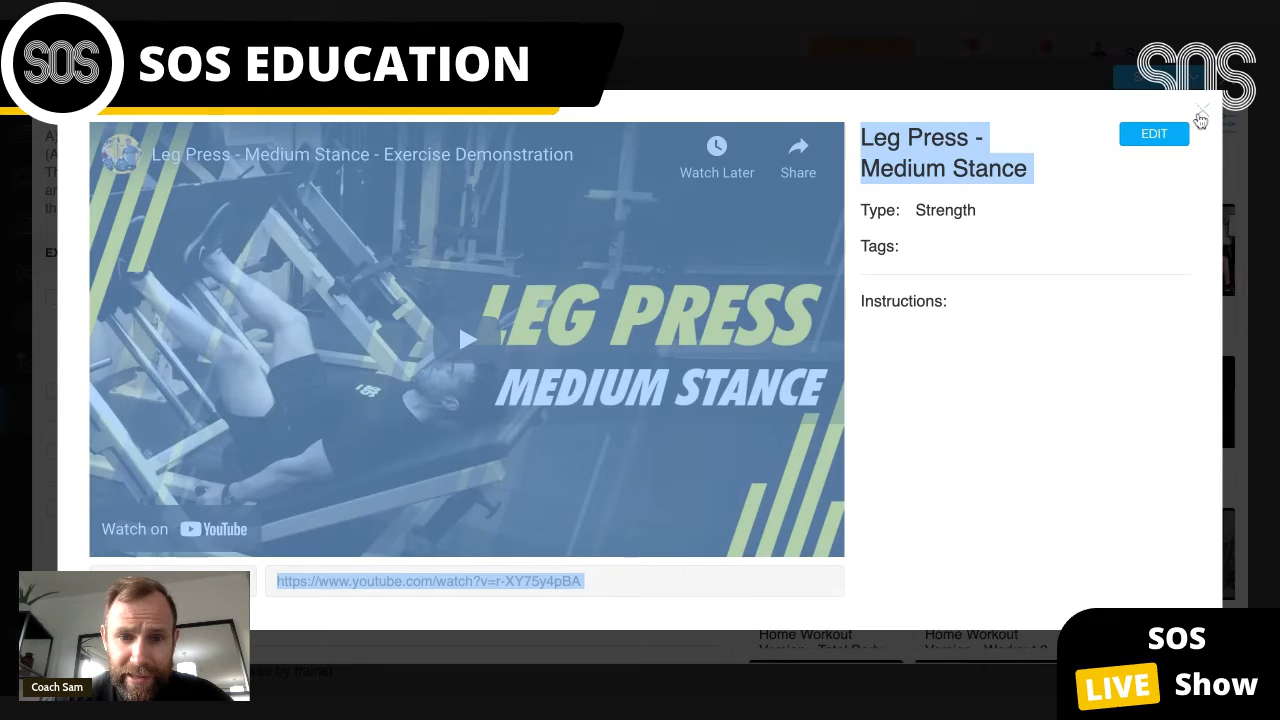 SOS
SOS EDUCATION
SOS
Leg Press - Medium Stance - Exercise Demonstration
Watch Later
Share
Leg Press -
Medium Stance
EDIT
Type: Strength
Tags:
Instructions:
LEG PRESS
MEDIUM STANCE
Watch on YouTube
https://www.youtube.com/watch?v=r-XY75y4pBA
Home Workout
Home Workout
Coach Sam
SOS
LIVE Show